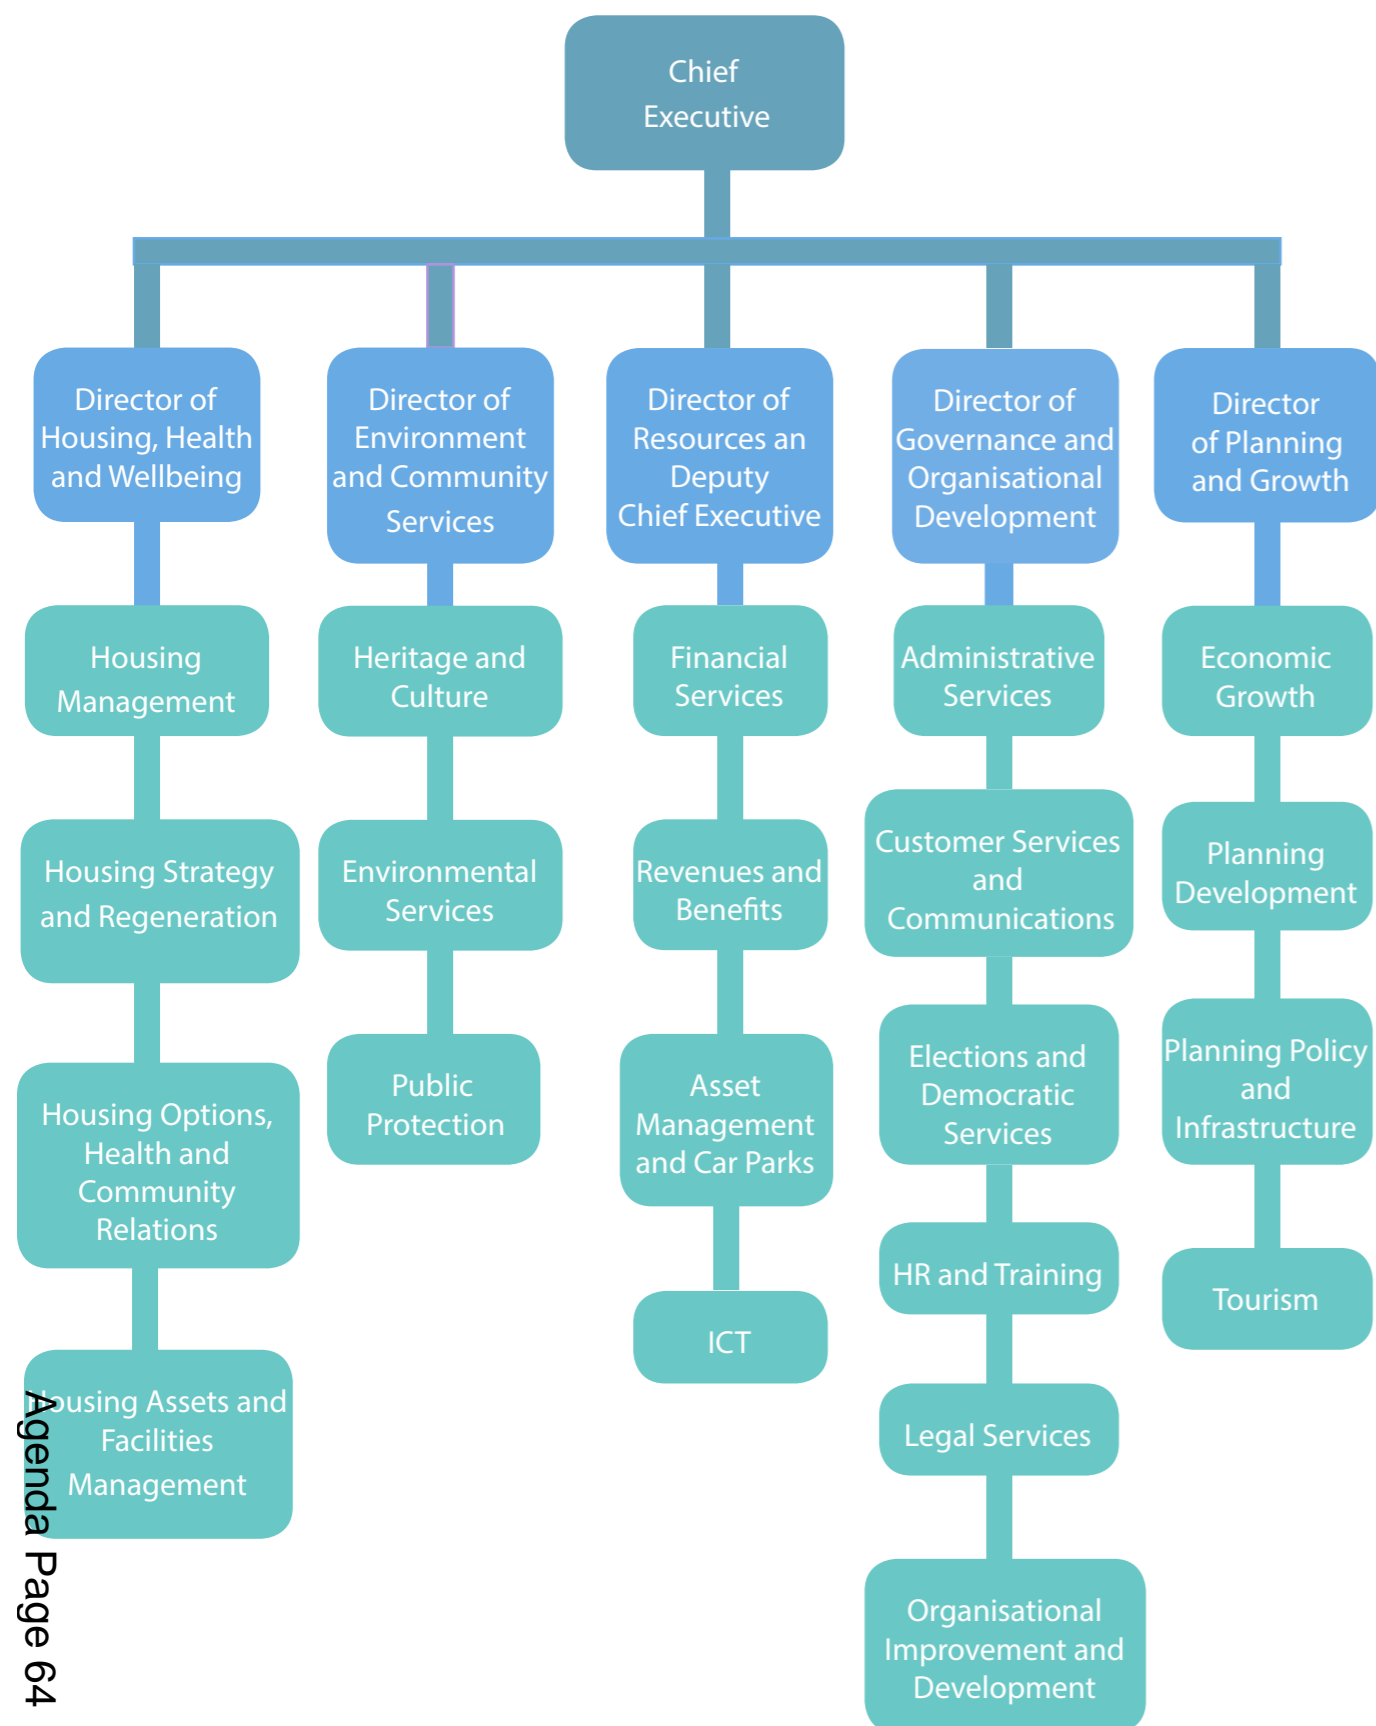 Chief
Executive
Director of
Housing, Health
and Wellbeing
Director of
Environment
and Community
Services
Director of
Resources an
Deputy
Chief Executive
Director of
Governance and
Organisational
Development
Director
of Planning
and Growth
Housing
Management
Housing Strategy
and Regeneration
Housing Options,
Health and
Community
Relations
Housing Assets and
Facilities
Management
Heritage and
Culture
Environmental
Services
Public
Protection
Financial
Services
Revenues and
Benefits
Asset
Management
and Car Parks
ICT
Administrative
Services
Customer Services
and
Communications
Elections and
Democratic
Services
HR and Training
Legal Services
Organisational
Improvement and
Development
Economic
Growth
Planning
Development
Planning Policy
and
Infrastructure
Tourism
Agenda Page 64